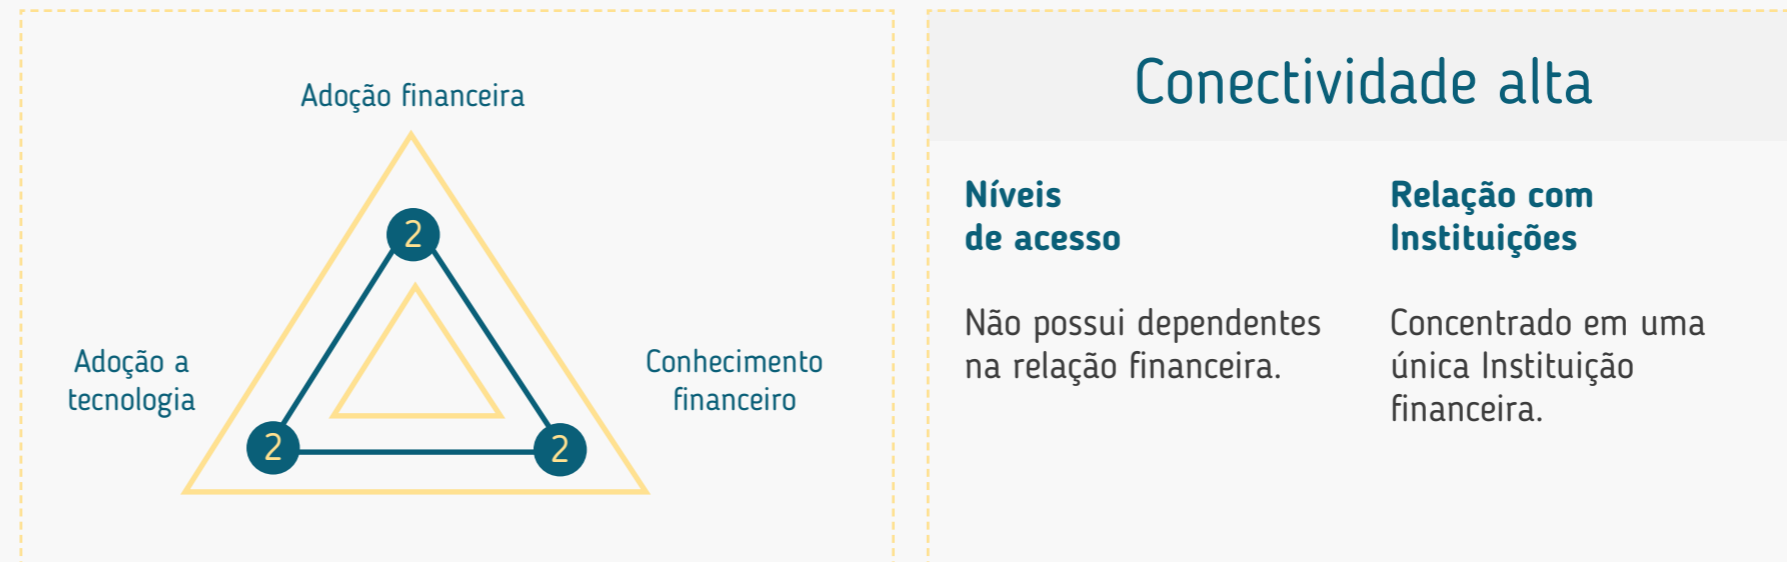 Adoção financeira
2
Adoção a
tecnologia
Conhecimento
financeiro
2
2
Conectividade alta
Níveis
de acesso
Não possui dependentes
na relação financeira.
Relação com
Instituições
Concentrado em uma
única Instituição
financeira.